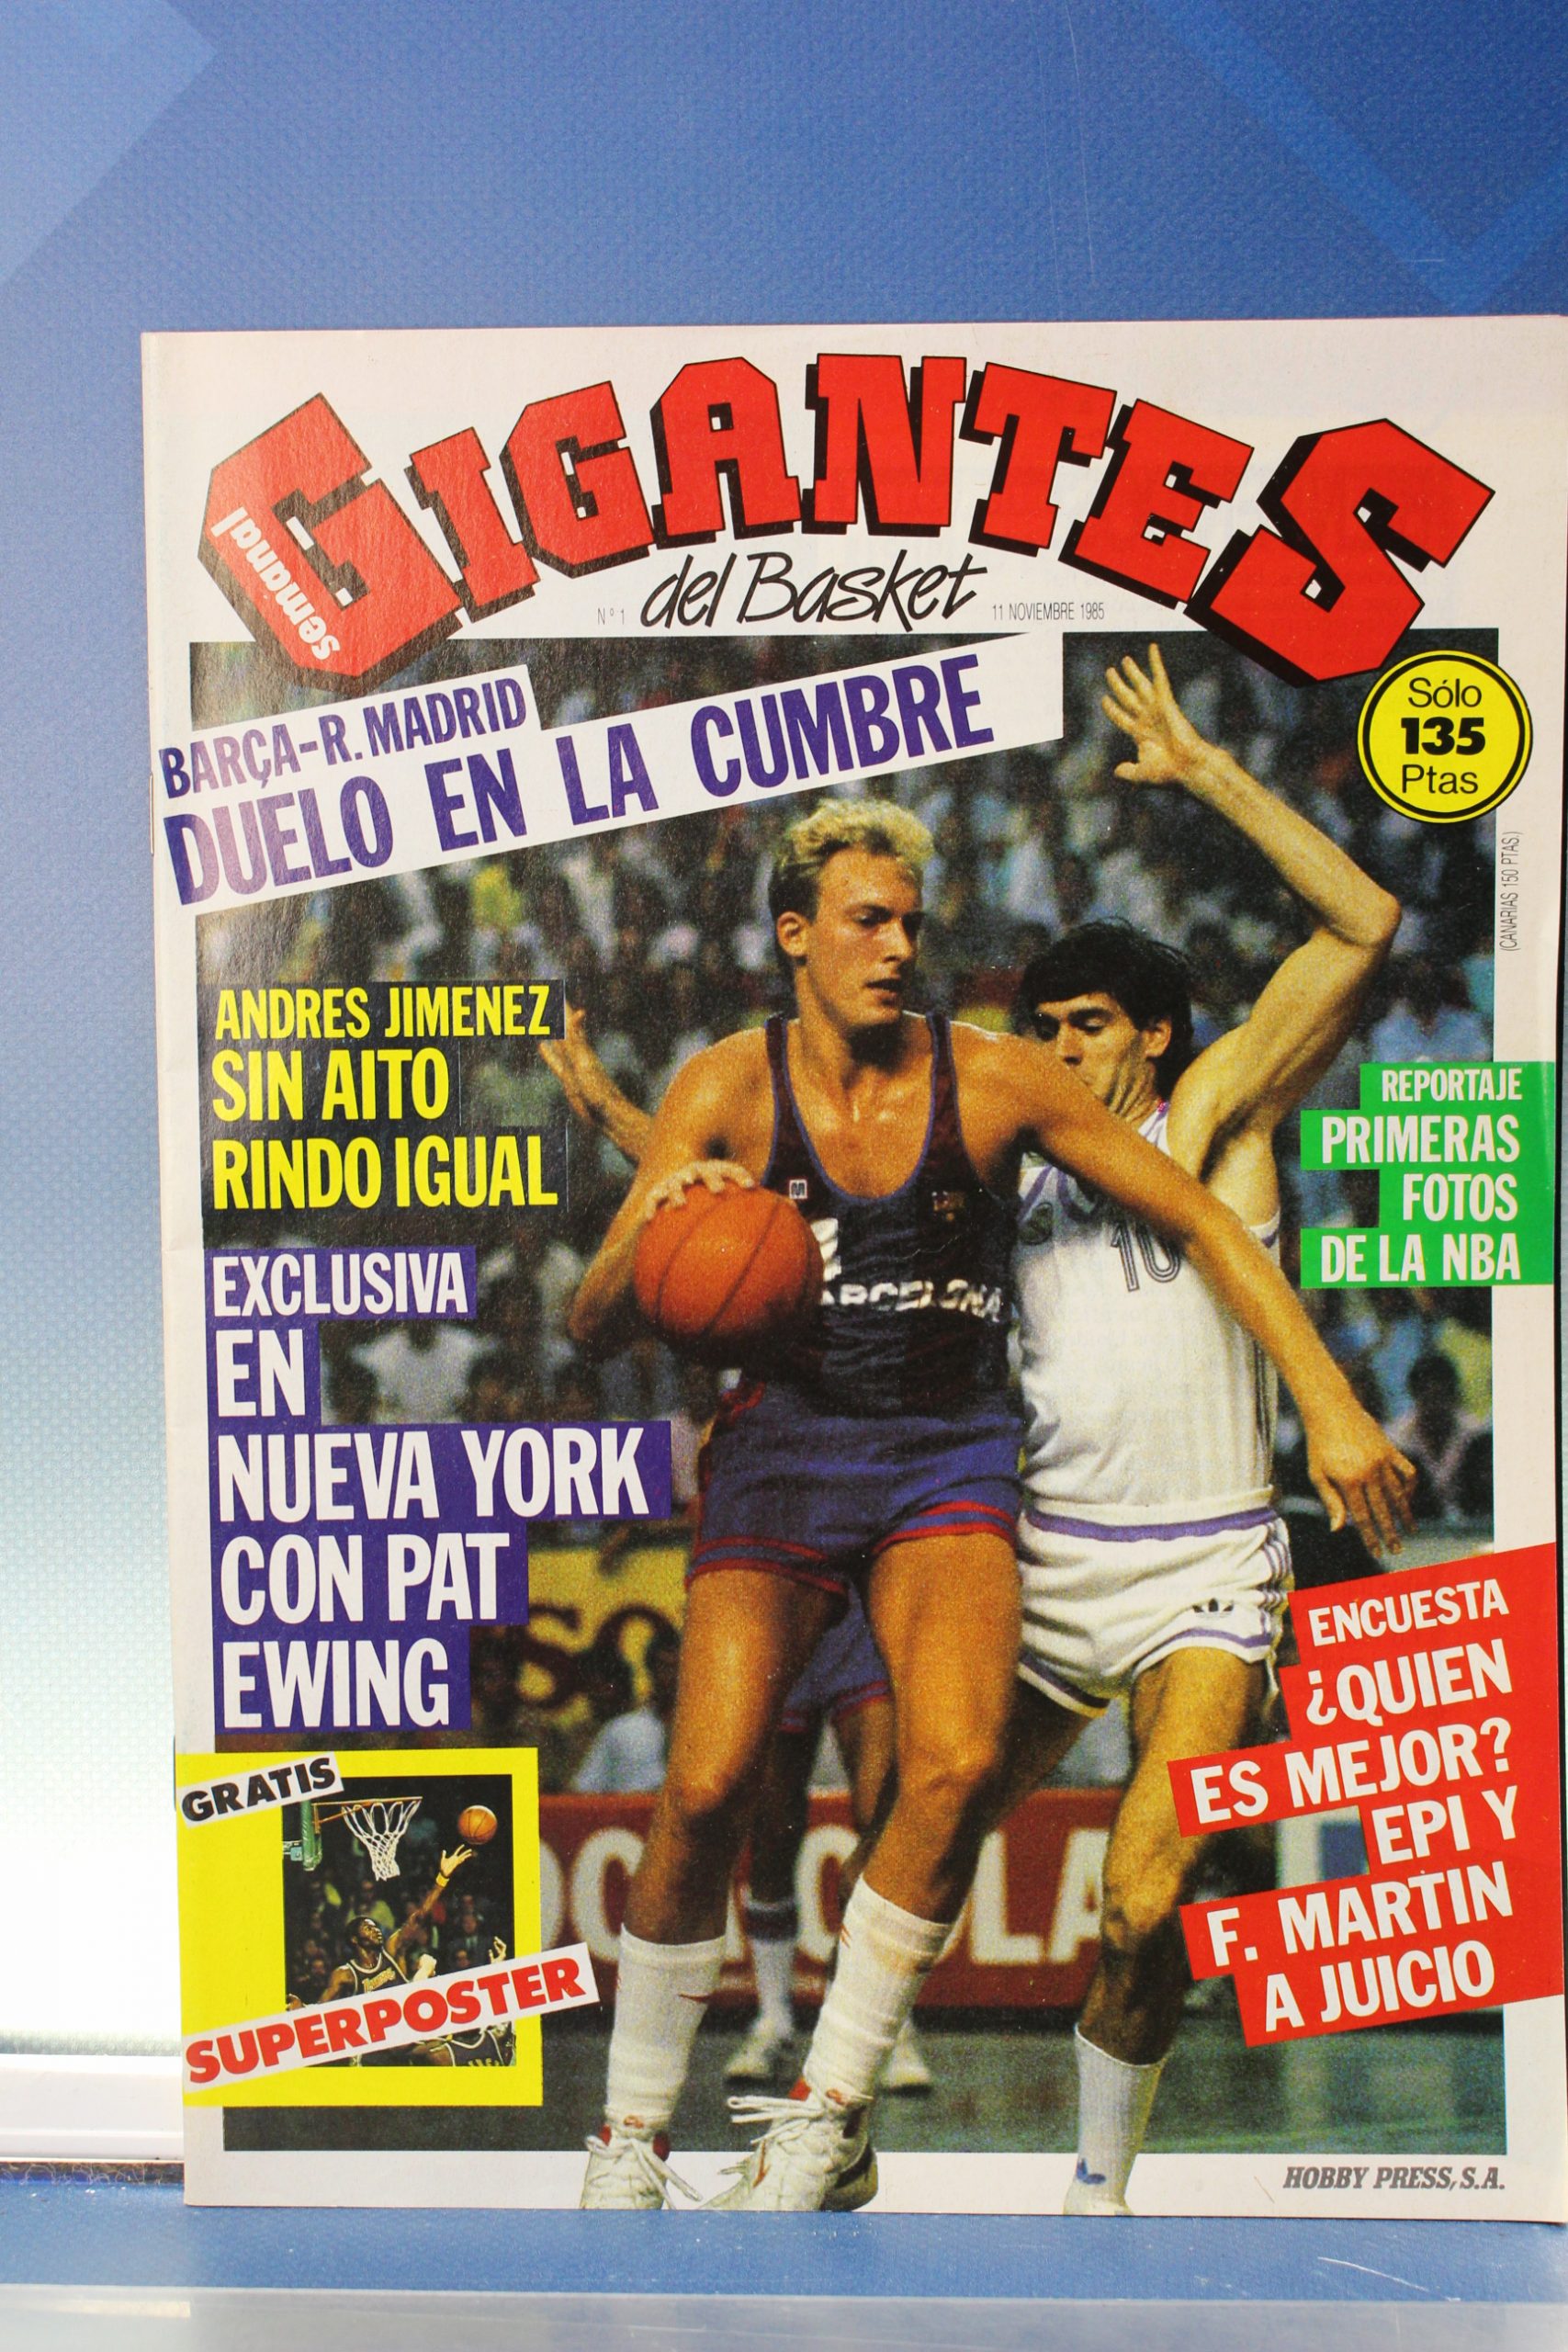 GIGANTES
Semanal
del Basket
Nº 1
11 NOVIEMBRE 1985
BARÇA-R. MADRID
DUELO EN LA CUMBRE
Sólo
135
Ptas
(CANARIAS 150 PTAS.)
ANDRES JIMENEZ
SIN AITO
RINDO IGUAL
REPORTAJE
PRIMERAS
FOTOS
DE LA NBA
10
EXCLUSIVA
EN
NUEVA YORK
CON PAT
EWING
ENCUESTA
¿QUIEN
ES MEJOR?
EPI Y
F. MARTIN
A JUICIO
GRATIS
SUPERPOSTER
HOBBY PRESS, S.A.